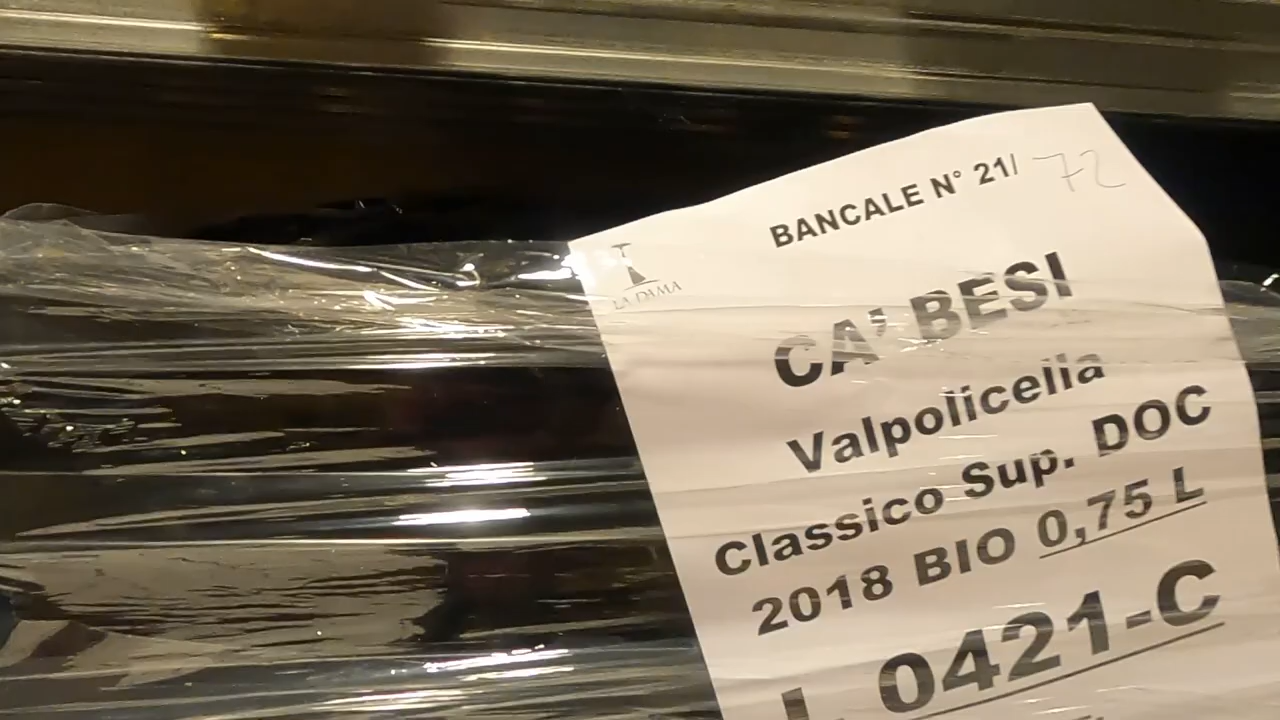 BANCALE N° 21/ 72
LA DAMA
CA' BESI
Valpolicella
Classico Sup. DOC
2018 BIO 0,75 L
L 0421-C